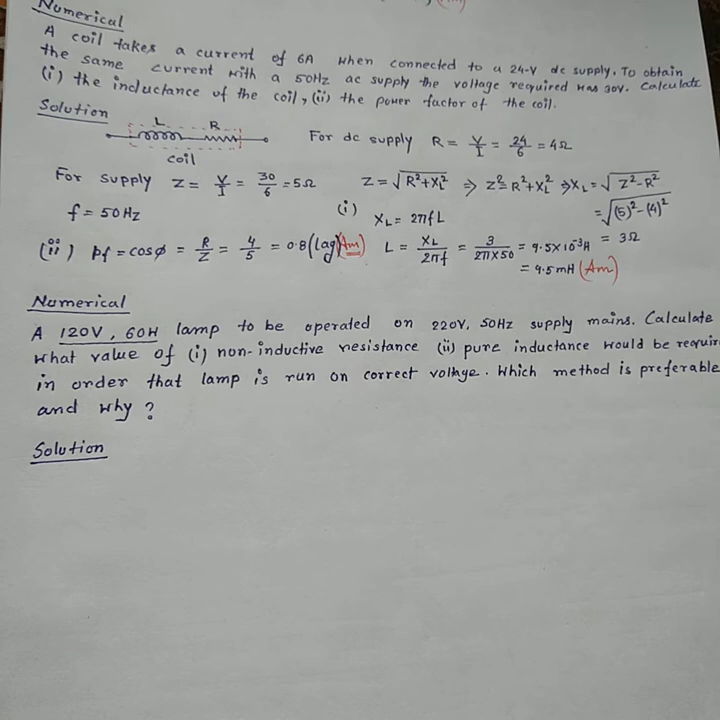 Numerical
A coil takes a current of 6A when connected to a 24-V dc supply. To obtain
the same current with a 50Hz ac supply the voltage required was 30V. Calculate
(i) the inductance of the coil, (ii) the power factor of the coil.
Solution
L R
coil
For dc supply R = V/I = 24/6 = 4Ω
For supply Z = V/I = 30/6 = 5Ω Z = √(R²+XL²) ⇒ Z² = R²+XL² ⇒ XL = √(Z²-R²)
f = 50Hz (i) XL = 2πfL = √((5)²-(4)²)
= 3Ω
(ii) pf = cosφ = R/Z = 4/5 = 0.8 (lag) (Ans) L = XL/2πf = 3/2π×50 = 9.5×10⁻³H
= 9.5mH (Ans)
Numerical
A 120V, 60W lamp to be operated on 220V, 50Hz supply mains. Calculate
what value of (i) non-inductive resistance (ii) pure inductance would be requir
in order that lamp is run on correct voltage. Which method is preferable
and why?
Solution